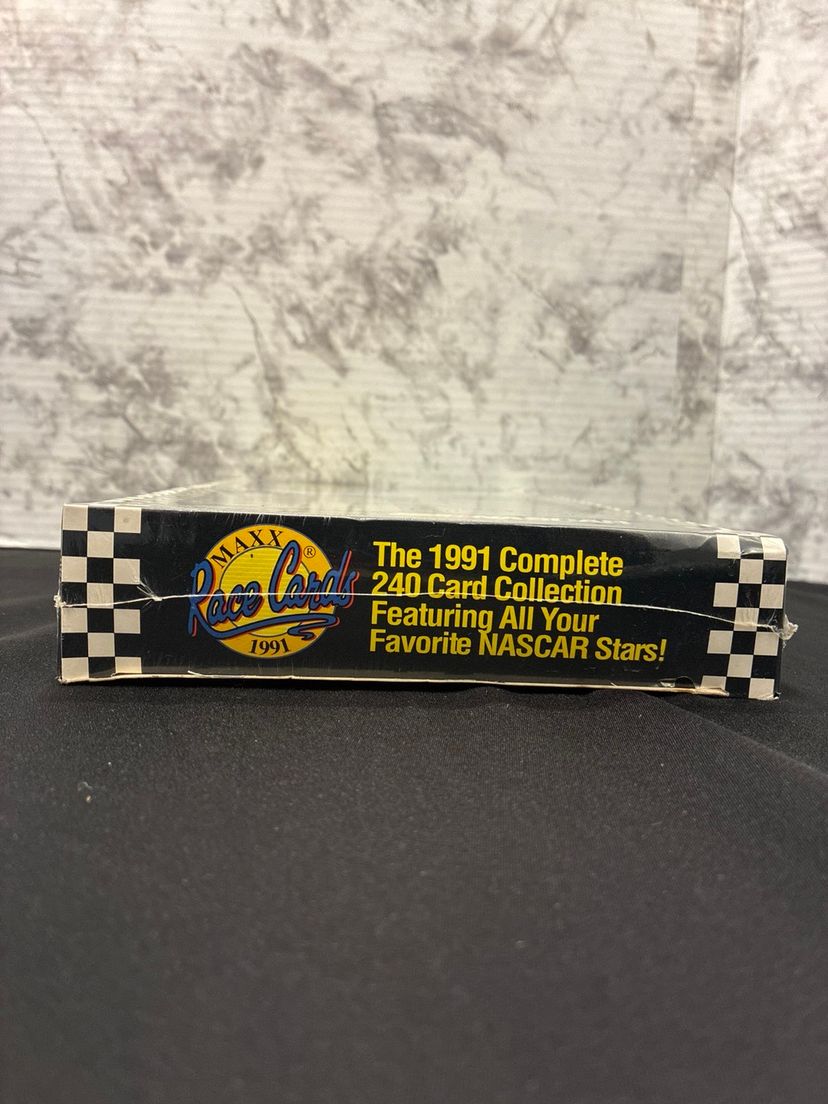 MAXX ®
Race Cards
1991
The 1991 Complete
240 Card Collection
Featuring All Your
Favorite NASCAR Stars!